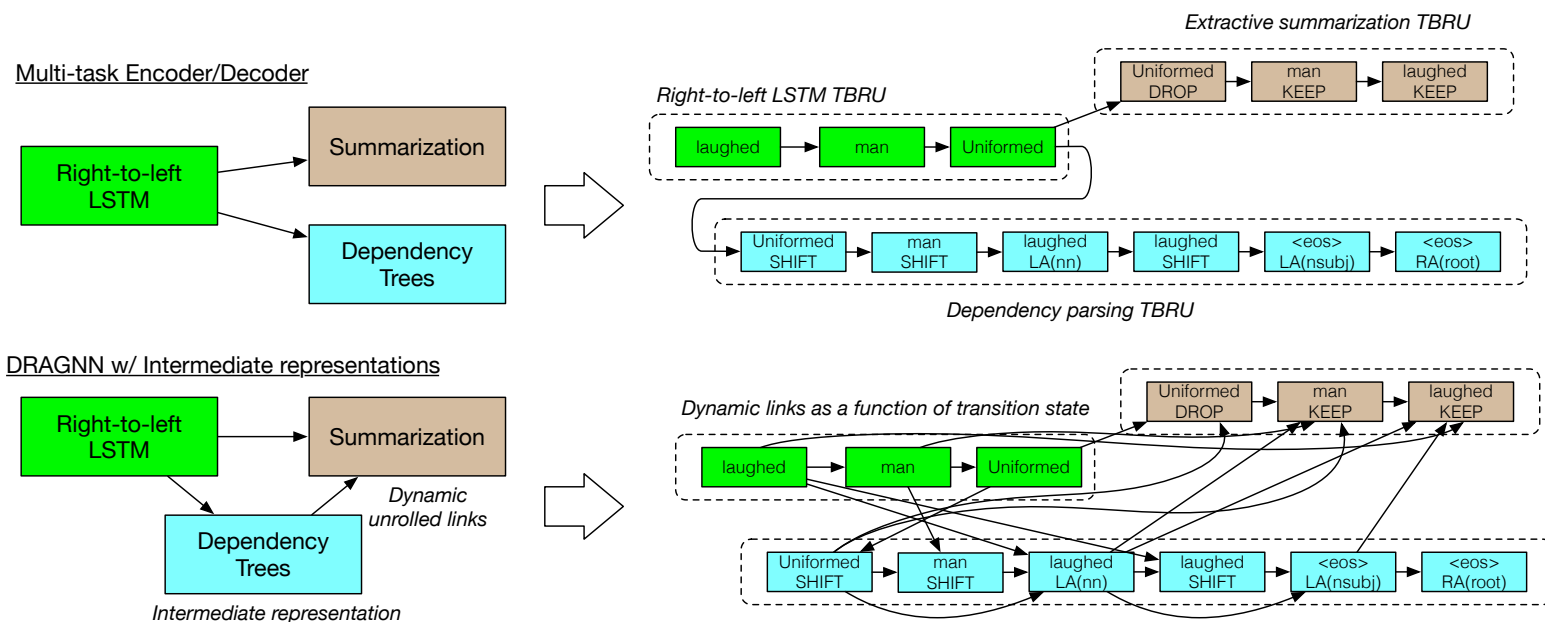 Extractive summarization TBRU
Multi-task Encoder/Decoder
Right-to-left
LSTM
Summarization
Dependency
Trees
Right-to-left LSTM TBRU
laughed
man
Uniformed
Uniformed
DROP
man
KEEP
laughed
KEEP
Uniformed
SHIFT
man
SHIFT
laughed
LA(nn)
laughed
SHIFT
<eos>
LA(nsubj)
<eos>
RA(root)
Dependency parsing TBRU
DRAGNN w/ Intermediate representations
Right-to-left
LSTM
Summarization
Dynamic
unrolled links
Dependency
Trees
Intermediate representation
Dynamic links as a function of transition state
laughed
man
Uniformed
Uniformed
DROP
man
KEEP
laughed
KEEP
Uniformed
SHIFT
man
SHIFT
laughed
LA(nn)
laughed
SHIFT
<eos>
LA(nsubj)
<eos>
RA(root)